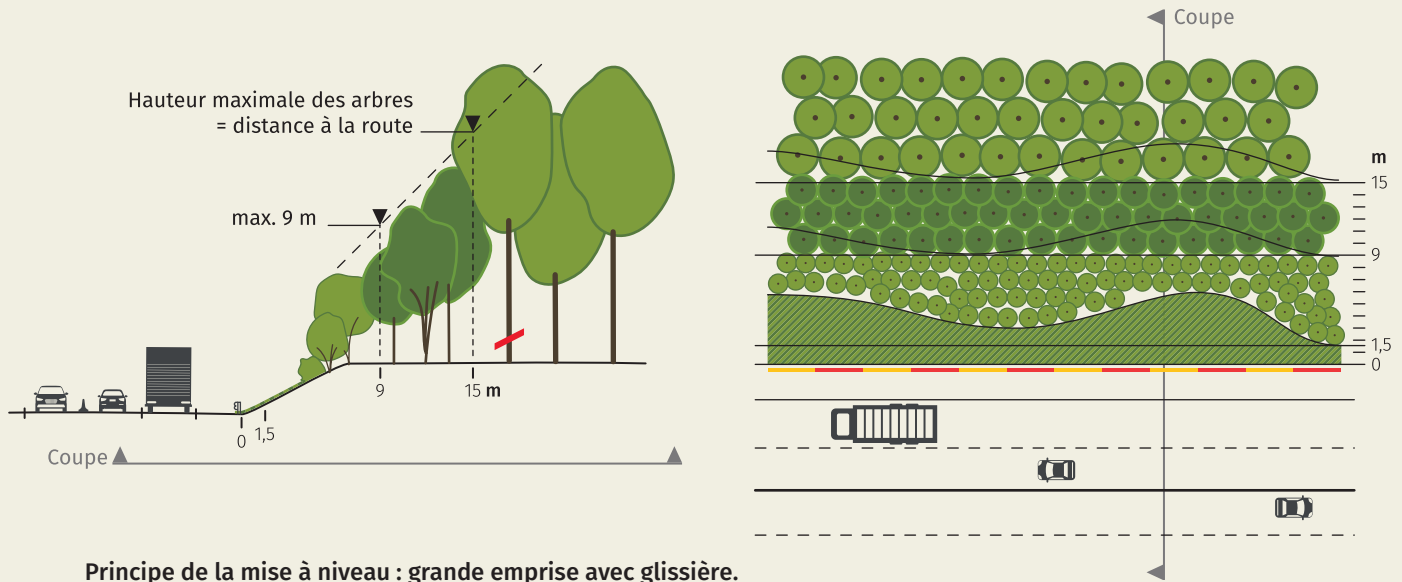 Coupe
Hauteur maximale des arbres
= distance à la route
max. 9 m
m
15
9
1,5
0
9
15 m
0
1,5
Coupe
Principe de la mise à niveau : grande emprise avec glissière.